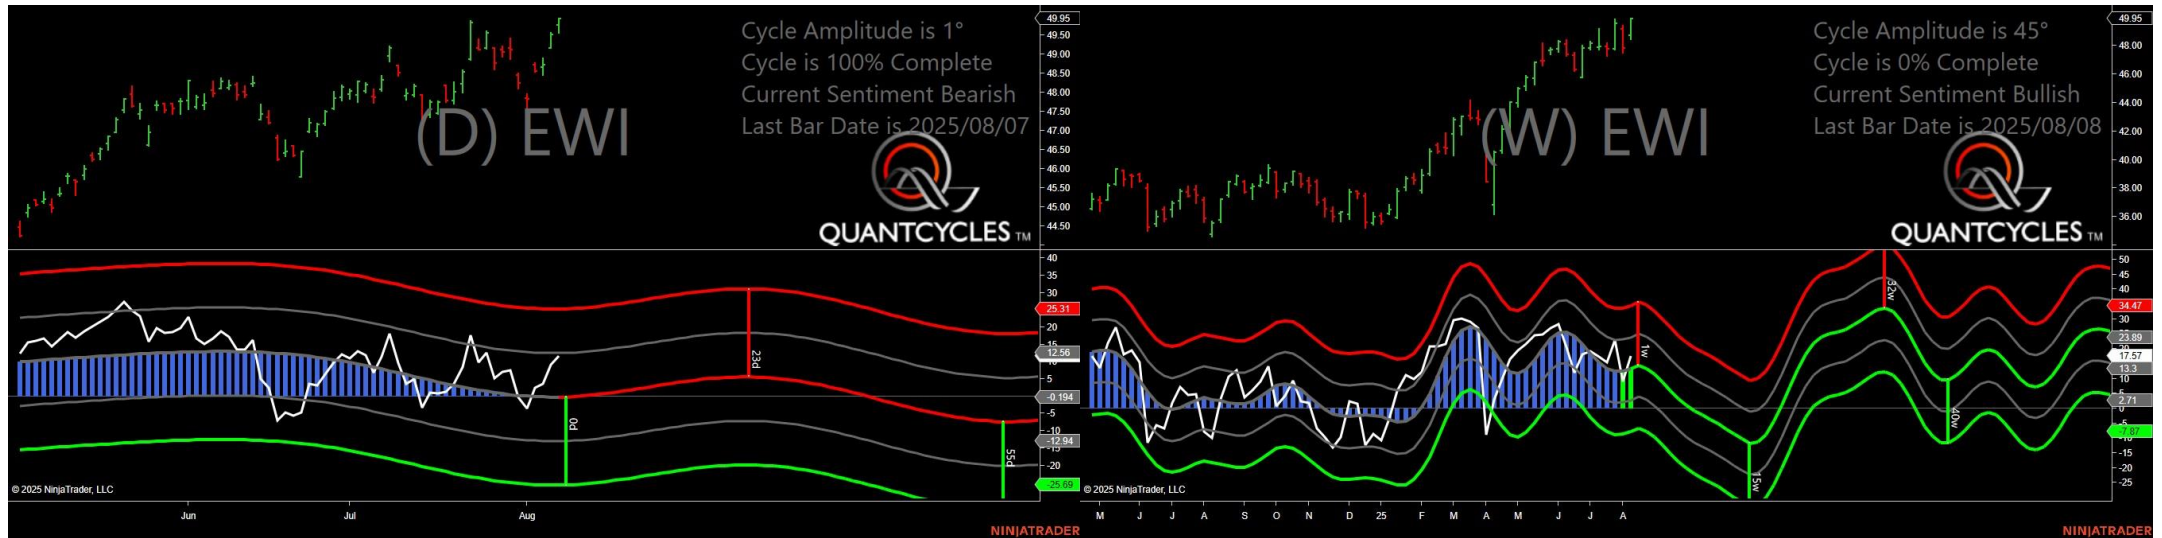 Cycle Amplitude is 1°
Cycle is 100% Complete
Current Sentiment Bearish
Last Bar Date is 2025/08/07
(D) EWI
QUANTCYCLES TM
49.95
49.50
49.00
48.50
48.00
47.50
47.00
46.50
46.00
45.50
45.00
44.50
40
35
30
25.31
20
15
12.56
5
-0.194
-5
-10
-12.94
-20
-25.69
23d
0d
55d
© 2025 NinjaTrader, LLC
Jun
Jul
Aug
NINJATRADER
Cycle Amplitude is 45°
Cycle is 0% Complete
Current Sentiment Bullish
Last Bar Date is 2025/08/08
(W) EWI
QUANTCYCLES TM
49.95
48.00
46.00
44.00
42.00
40.00
38.00
36.00
50
45
40
34.47
30
23.89
17.57
13.3
10
2.71
-7.87
-10
-15
-20
-25
1w
32w
15w
40w
© 2025 NinjaTrader, LLC
M J J A S O N D 25 F M A M J J A
NINJATRADER